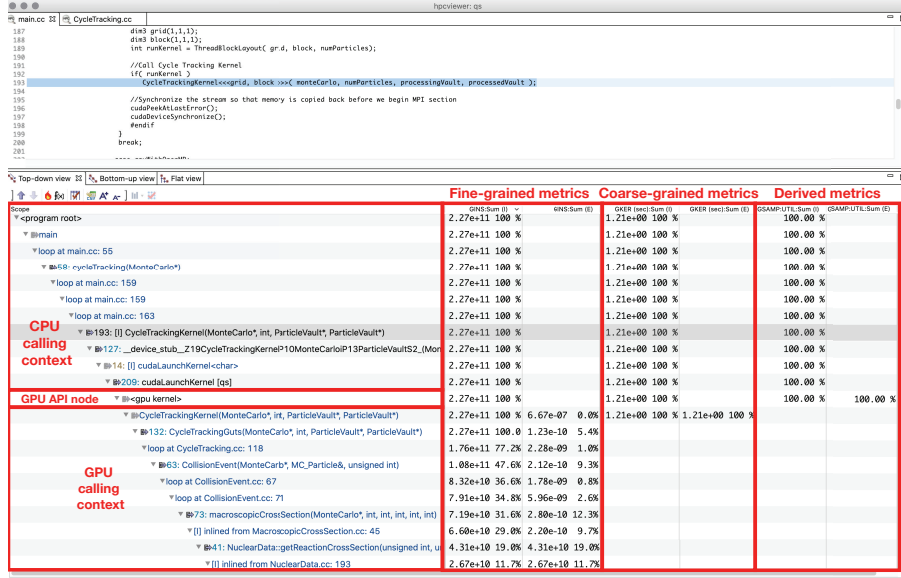 hpcviewer: qs
main.cc CycleTracking.cc
187 dim3 grid(1,1,1);
188 dim3 block(1,1,1);
189 int runKernel = ThreadBlockLayout( grid, block, numParticles);
190
191 //Call Cycle Tracking Kernel
192 if( runKernel )
193 CycleTrackingKernel<<<grid, block >>>( monteCarlo, numParticles, processingVault, processedVault );
194
195 //Synchronize the stream so that memory is copied back before we begin MPI section
196 cudaPeekAtLastError();
197 cudaDeviceSynchronize();
198 #endif
199 }
200 break;
201
Top-down view Bottom-up view Flat view
Fine-grained metrics Coarse-grained metrics Derived metrics
Scope GINS:Sum (I) GINS:Sum (E) GKER (sec):Sum (I) GKER (sec):Sum (E) GSAMP:UTIL:Sum (I) GSAMP:UTIL:Sum (E)
<program root> 2.27e+11 100 % 1.21e+00 100 % 100.00 %
main 2.27e+11 100 % 1.21e+00 100 % 100.00 %
loop at main.cc: 55 2.27e+11 100 % 1.21e+00 100 % 100.00 %
58: cycleTracking(MonteCarlo*) 2.27e+11 100 % 1.21e+00 100 % 100.00 %
loop at main.cc: 159 2.27e+11 100 % 1.21e+00 100 % 100.00 %
loop at main.cc: 159 2.27e+11 100 % 1.21e+00 100 % 100.00 %
loop at main.cc: 163 2.27e+11 100 % 1.21e+00 100 % 100.00 %
CPU calling context
193: [I] CycleTrackingKernel(MonteCarlo*, int, ParticleVault*, ParticleVault*) 2.27e+11 100 % 1.21e+00 100 % 100.00 %
127: __device_stub__Z19CycleTrackingKernelP10MonteCarloiP13ParticleVaultS2_(Mon 2.27e+11 100 % 1.21e+00 100 % 100.00 %
14: [I] cudaLaunchKernel<char> 2.27e+11 100 % 1.21e+00 100 % 100.00 %
209: cudaLaunchKernel [qs] 2.27e+11 100 % 1.21e+00 100 % 100.00 %
GPU API node <gpu kernel> 2.27e+11 100 % 1.21e+00 100 % 100.00 % 100.00 %
CycleTrackingKernel(MonteCarlo*, int, ParticleVault*, ParticleVault*) 2.27e+11 100 % 6.67e-07 0.0% 1.21e+00 100 % 1.21e+00 100 %
132: CycleTrackingGuts(MonteCarlo*, int, ParticleVault*, ParticleVault*) 2.27e+11 100.0 1.23e-10 5.4%
loop at CycleTracking.cc: 118 1.76e+11 77.2% 2.28e-09 1.0%
63: CollisionEvent(MonteCarlo*, MC_Particle&, unsigned int) 1.08e+11 47.6% 2.12e-10 9.3%
GPU calling context
loop at CollisionEvent.cc: 67 8.32e+10 36.6% 1.78e-09 0.8%
loop at CollisionEvent.cc: 71 7.91e+10 34.8% 5.96e-09 2.6%
73: macroscopicCrossSection(MonteCarlo*, int, int, int, int, int) 7.19e+10 31.6% 2.80e-10 12.3%
[I] inlined from MacroscopicCrossSection.cc: 45 6.60e+10 29.0% 2.20e-10 9.7%
41: NuclearData::getReactionCrossSection(unsigned int, u 4.31e+10 19.0% 4.31e+10 19.0%
[I] inlined from NuclearData.cc: 193 2.67e+10 11.7% 2.67e+10 11.7%